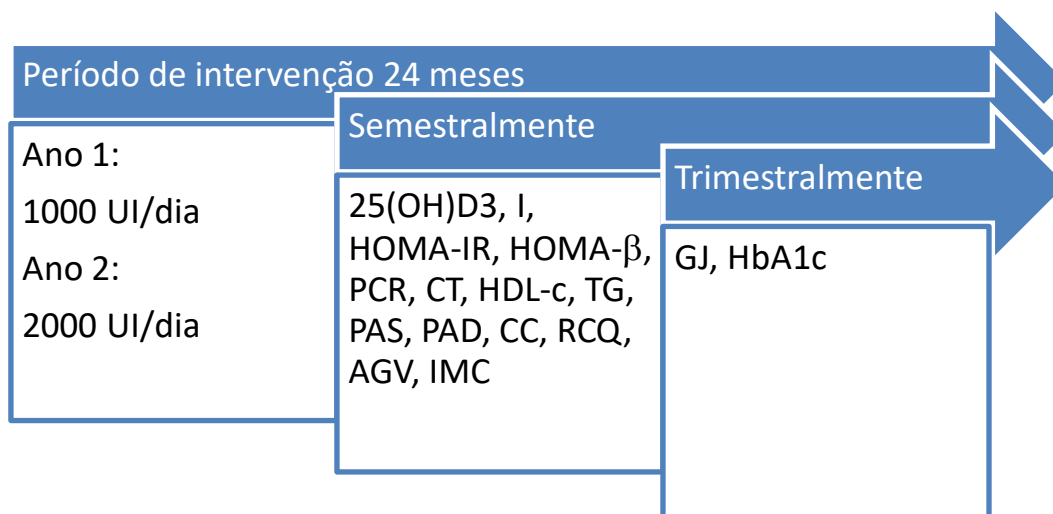 Período de intervenção 24 meses
Ano 1:
1000 UI/dia
Ano 2:
2000 UI/dia
Semestralmente
25(OH)D3, I,
HOMA-IR, HOMA-β,
PCR, CT, HDL-c, TG,
PAS, PAD, CC, RCQ,
AGV, IMC
Trimestralmente
GJ, HbA1c